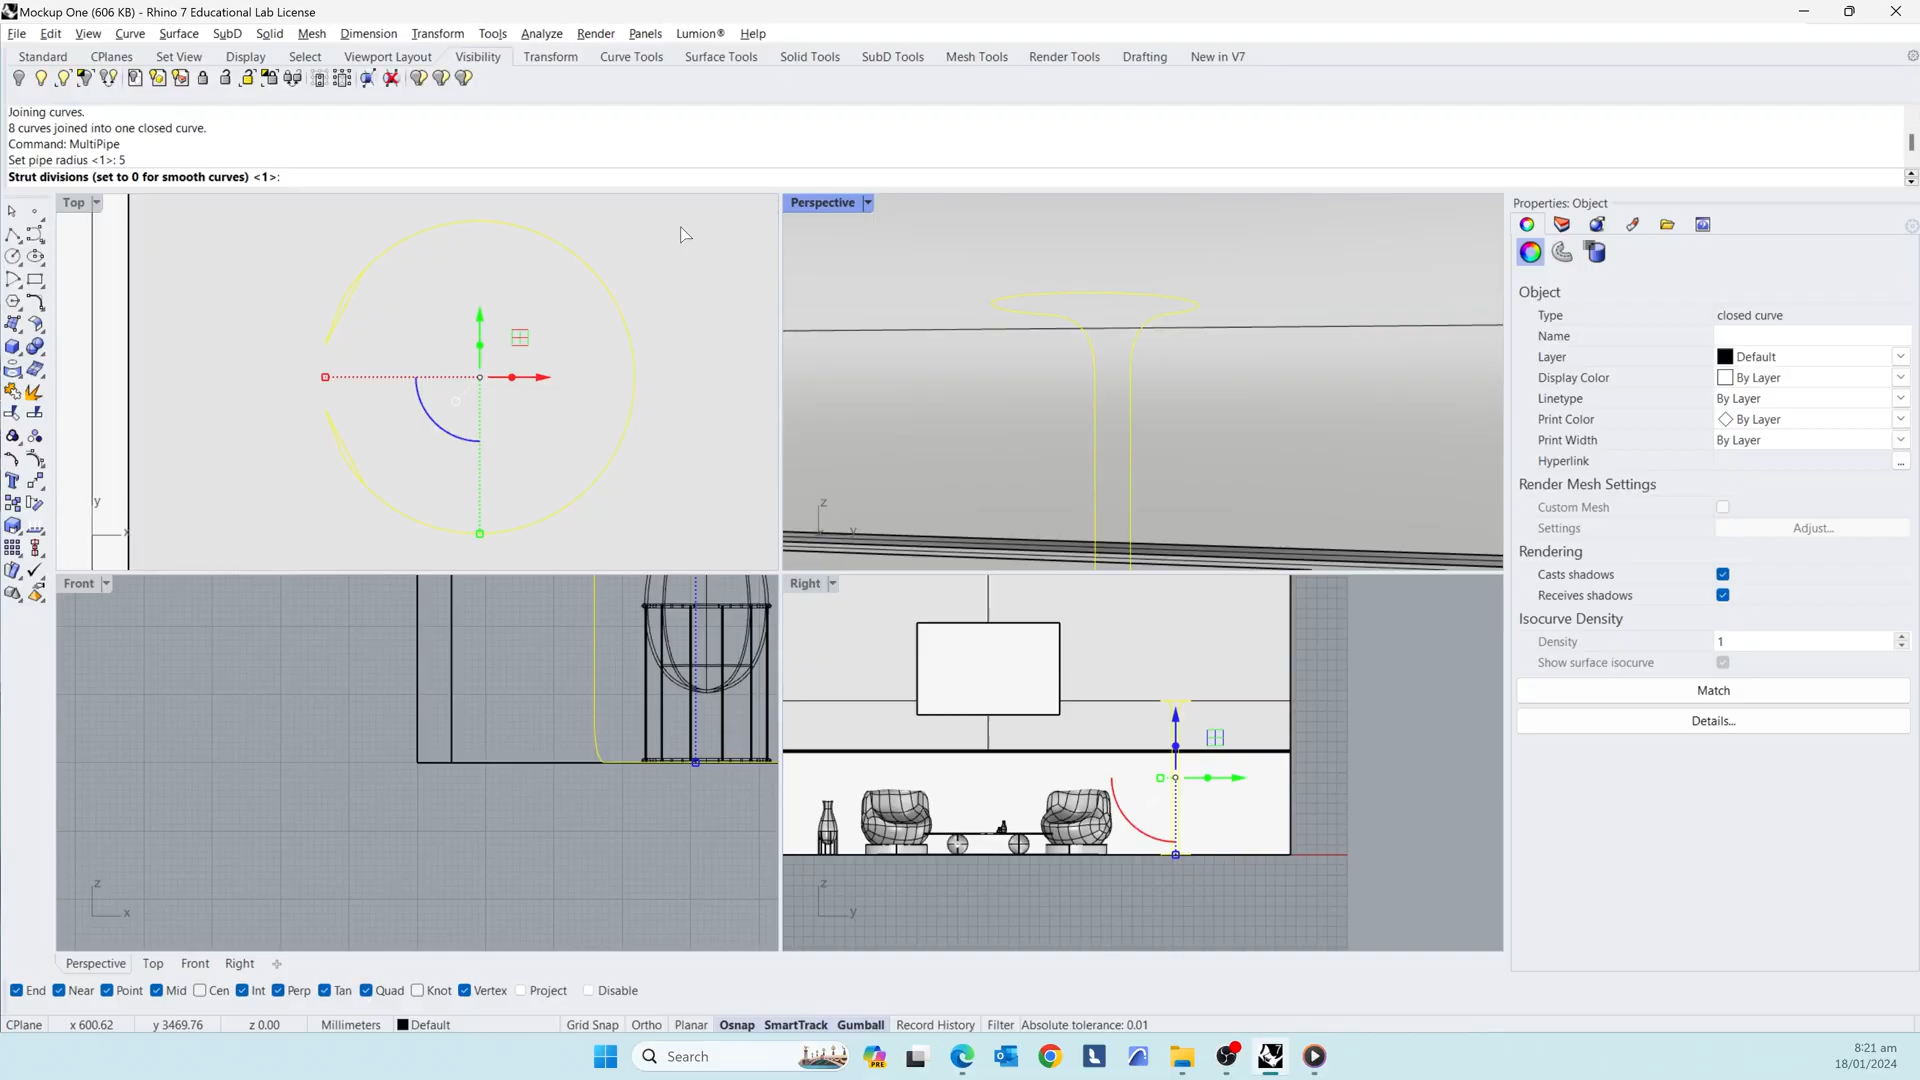 Mockup One (606 KB) - Rhino 7 Educational Lab License
File Edit View Curve Surface SubD Solid Mesh Dimension Transform Tools Analyze Render Panels Lumion® Help
Standard CPlanes Set View Display Select Viewport Layout Visibility Transform Curve Tools Surface Tools Solid Tools SubD Tools Mesh Tools Render Tools Drafting New in V7
Joining curves.
8 curves joined into one closed curve.
Command: MultiPipe
Set pipe radius <1>: 5
Strut divisions (set to 0 for smooth curves) <1>:
Top
y
x
Perspective
z
y
Front
z
x
Right
z
y
Properties: Object
Object
Type closed curve
Name
Layer Default
Display Color By Layer
Linetype By Layer
Print Color By Layer
Print Width By Layer
Hyperlink ...
Render Mesh Settings
Custom Mesh
Settings Adjust...
Rendering
Casts shadows
Receives shadows
Isocurve Density
Density 1
Show surface isocurve
Match
Details...
Perspective Top Front Right
End Near Point Mid Cen Int Perp Tan Quad Knot Vertex Project Disable
CPlane x 600.62 y 3469.76 z 0.00 Millimeters Default Grid Snap Ortho Planar Osnap SmartTrack Gumball Record History Filter Absolute tolerance: 0.01
Search
PRE
8:21 am
18/01/2024